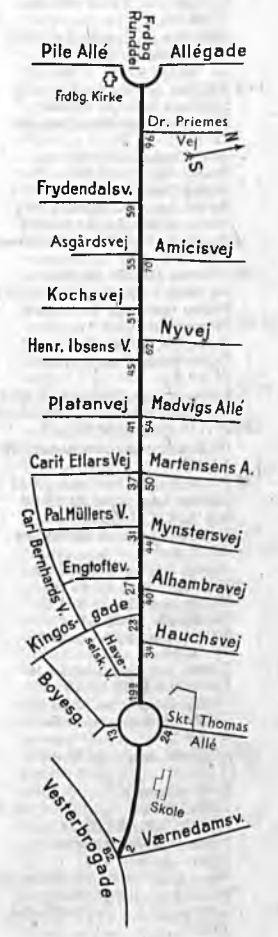 Frdbg
Runddel
Pile Allé
Allégade
Frdbg. Kirke
Dr. Priemes
Vej
96
N
S
Frydendalsv.
59
Asgårdsvej
Amicisvej
55
70
Kochsvej
51
Nyvej
Henr. Ibsens V.
62
45
Platanvej
Madvigs Allé
41
54
Carit Etlars Vej
Martensens A.
37
50
Pal. Müllers V.
Mynstersvej
31
44
Carl Bernhards V.
Engtoftev.
Alhambravej
27
40
Kingos-
gade
23
Hauchsvej
Have-
selsk. V.
34
19
Boyesg.
13
Skt. Thomas
Allé
24
Skole
Vesterbrogade
Værnedamsv.
1
2
82